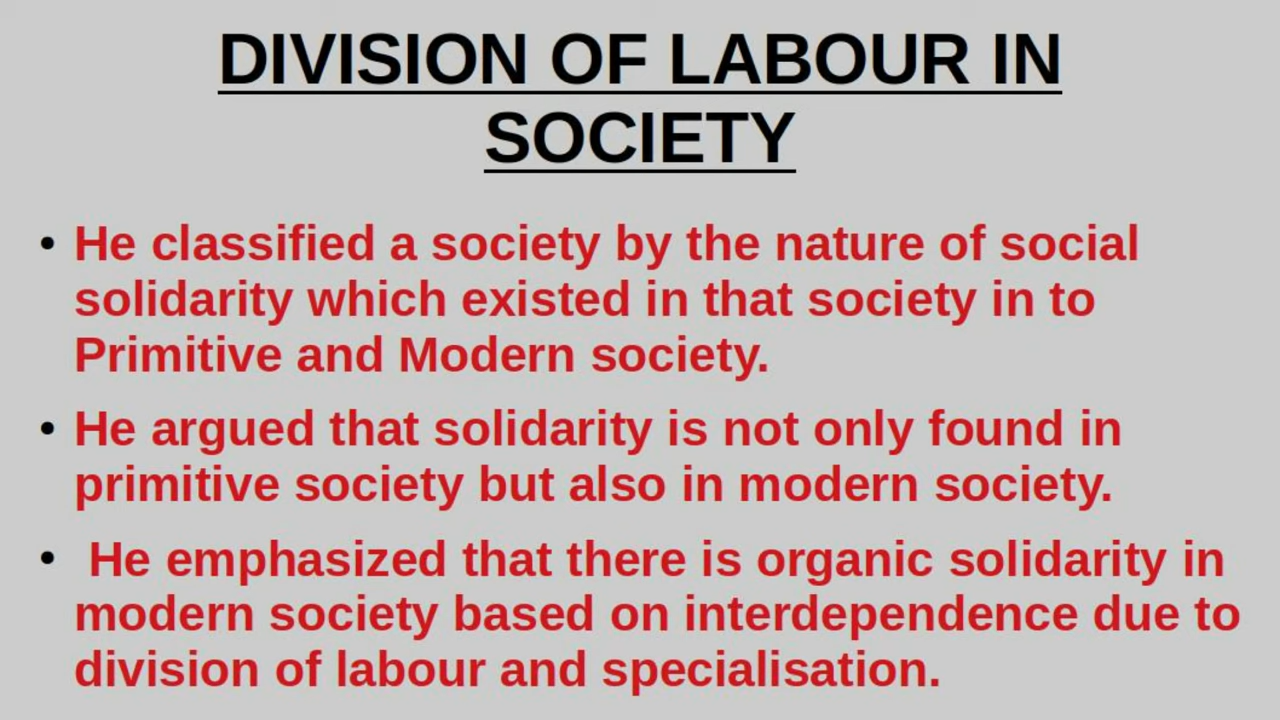 DIVISION OF LABOUR IN
SOCIETY
• He classified a society by the nature of social
solidarity which existed in that society in to
Primitive and Modern society.
• He argued that solidarity is not only found in
primitive society but also in modern society.
• He emphasized that there is organic solidarity in
modern society based on interdependence due to
division of labour and specialisation.